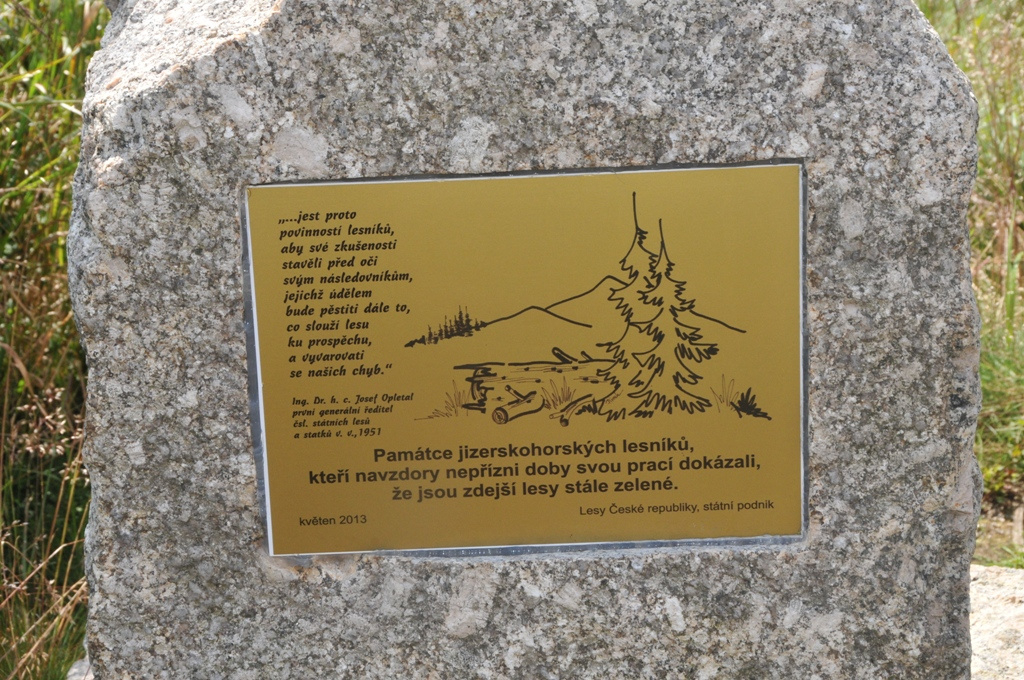 „...jest proto
povinností lesníků,
aby své zkušenosti
stavěli před oči
svým následovníkům,
jejichž údělem
bude pěstiti dále to,
co slouží lesu
ku prospěchu,
a vyvarovati
se našich chyb.“
Ing. Dr. h. c. Josef Opletal
první generální ředitel
čsl. státních lesů
a statků v. v.,1951
Památce jizerskohorských lesníků,
kteří navzdory nepřízni doby svou prací dokázali,
že jsou zdejší lesy stále zelené.
Lesy České republiky, státní podnik
květen 2013